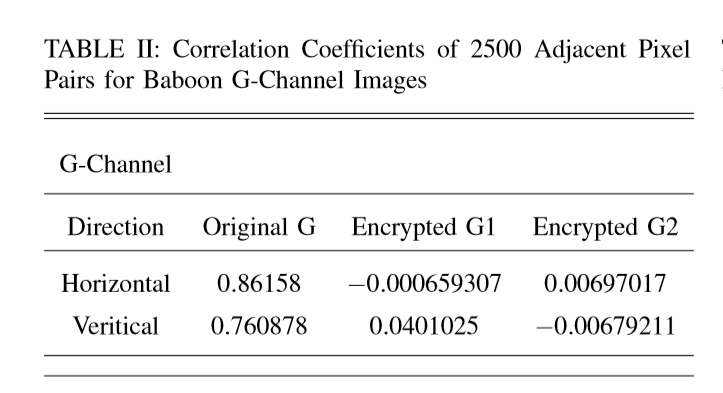 TABLE II: Correlation Coefficients of 2500 Adjacent Pixel
Pairs for Baboon G-Channel Images
G-Channel
Direction Original G Encrypted G1 Encrypted G2
Horizontal 0.86158 −0.000659307 0.00697017
Veritical 0.760878 0.0401025 −0.00679211